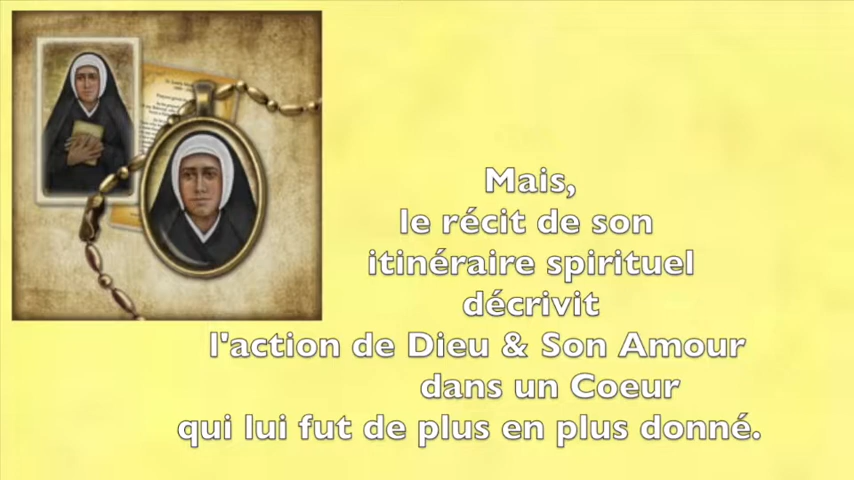 Mais,
le récit de son
itinéraire spirituel
décrivit
l'action de Dieu & Son Amour
dans un Coeur
qui lui fut de plus en plus donné.